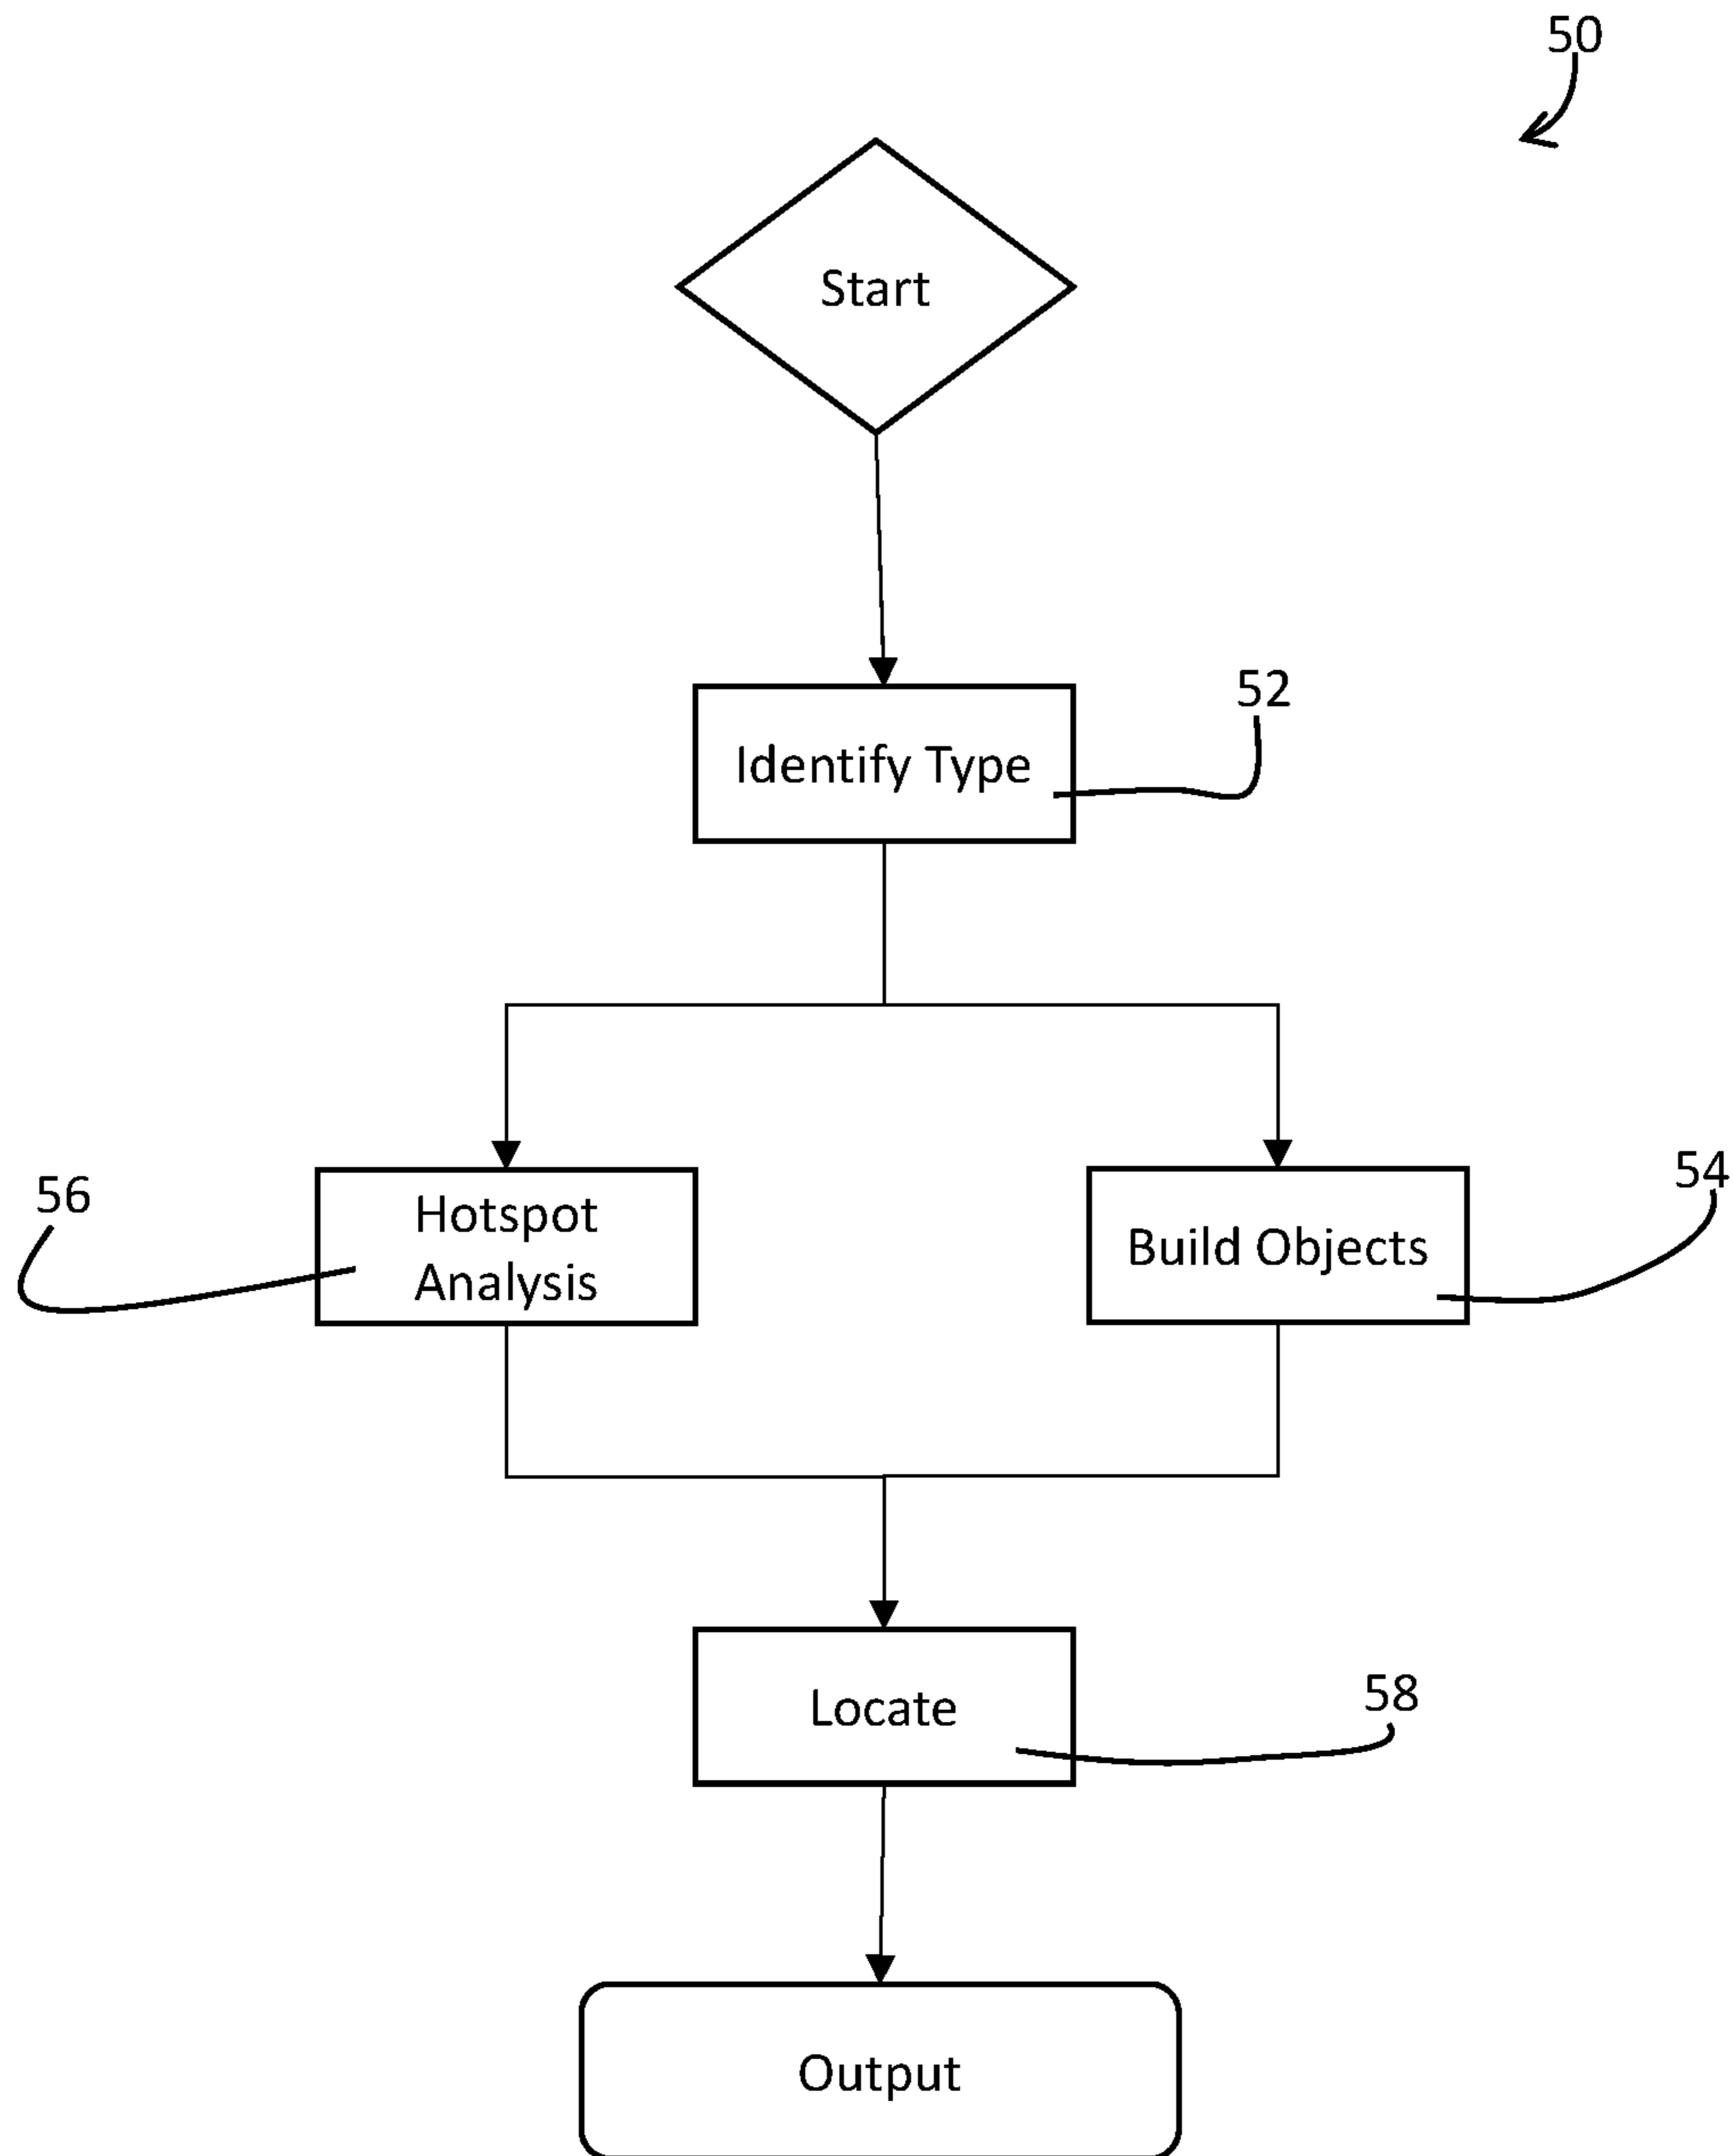 50
Start
52
Identify Type
56
Hotspot
Analysis
54
Build Objects
58
Locate
Output